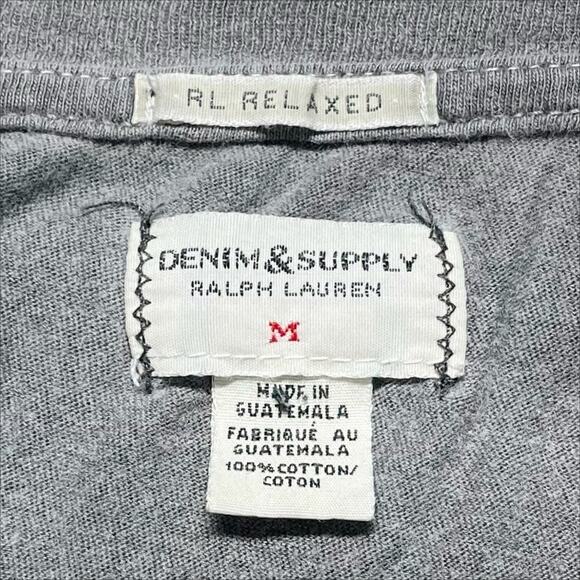 RL RELAXED
DENIM&SUPPLY
RALPH LAUREN
M
MADE IN
GUATEMALA
FABRIQUÉ AU
GUATEMALA
100% COTTON/
COTON